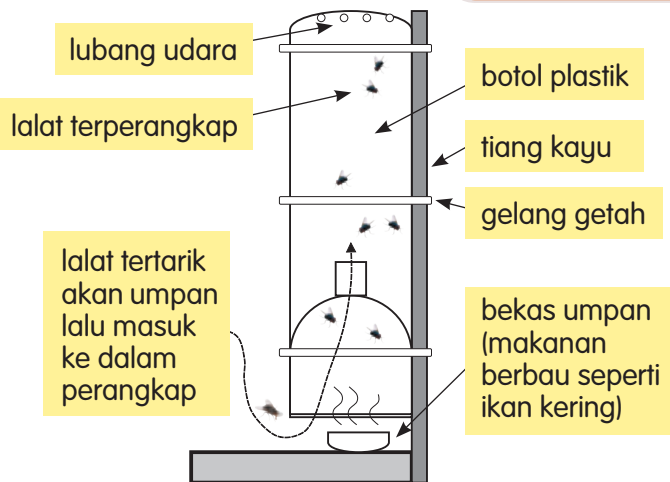 lubang udara
lalat terperangkap
botol plastik
tiang kayu
gelang getah
lalat tertarik
akan umpan
lalu masuk
ke dalam
perangkap
bekas umpan
(makanan
berbau seperti
ikan kering)